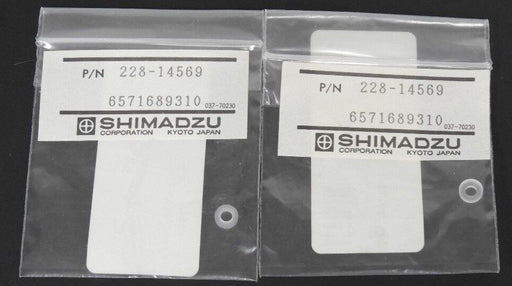 P/N 228-14569
6571689310 037-70230
SHIMADZU
CORPORATION KYOTO JAPAN
P/N 228-14569
6571689310 037-70230
SHIMADZU
CORPORATION KYOTO JAPAN